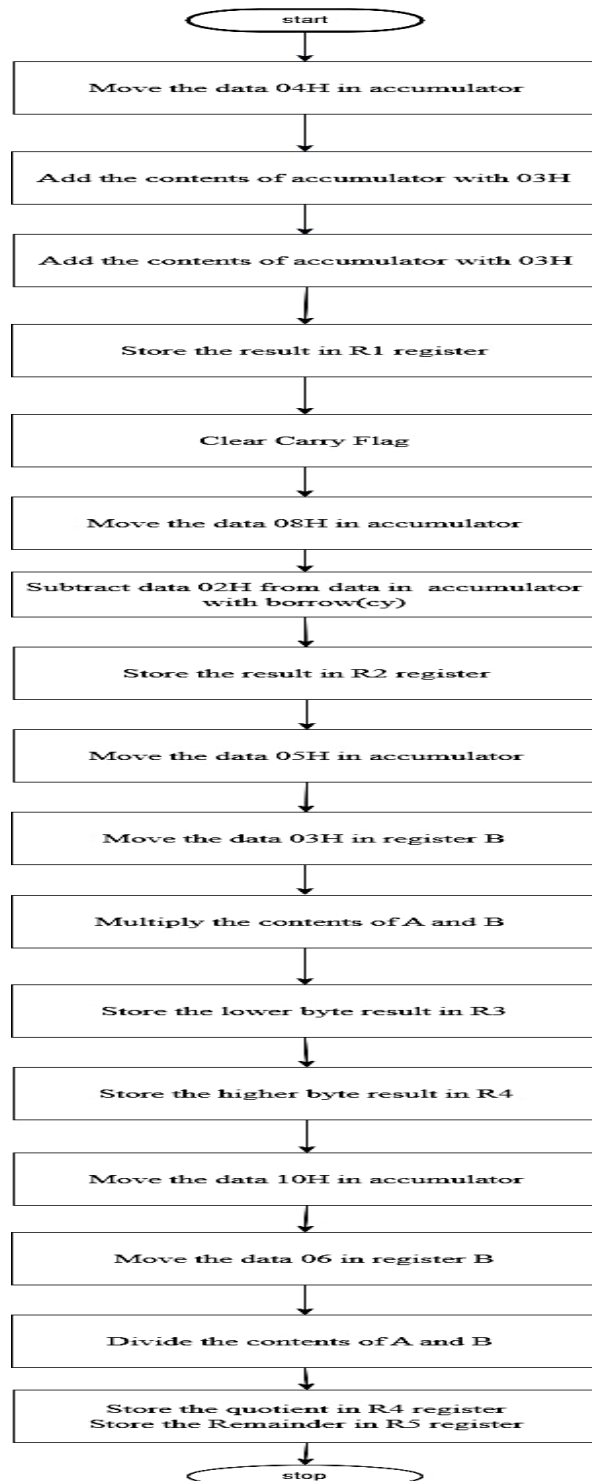 start
Move the data 04H in accumulator
Add the contents of accumulator with 03H
Add the contents of accumulator with 03H
Store the result in R1 register
Clear Carry Flag
Move the data 08H in accumulator
Subtract data 02H from data in accumulator
with borrow(cy)
Store the result in R2 register
Move the data 05H in accumulator
Move the data 03H in register B
Multiply the contents of A and B
Store the lower byte result in R3
Store the higher byte result in R4
Move the data 10H in accumulator
Move the data 06 in register B
Divide the contents of A and B
Store the quotient in R4 register
Store the Remainder in R5 register
stop